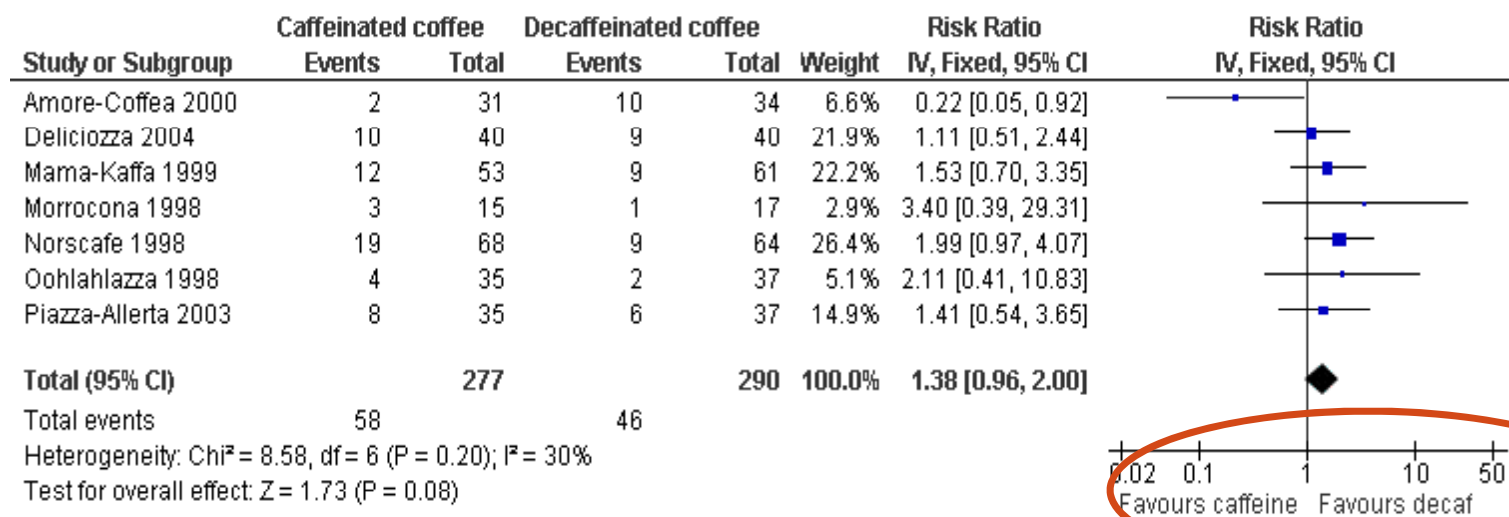 Caffeinated coffee Decaffeinated coffee Risk Ratio Risk Ratio
Study or Subgroup Events Total Events Total Weight IV, Fixed, 95% CI IV, Fixed, 95% CI
Amore-Coffea 2000 2 31 10 34 6.6% 0.22 [0.05, 0.92]
Deliciozza 2004 10 40 9 40 21.9% 1.11 [0.51, 2.44]
Mama-Kaffa 1999 12 53 9 61 22.2% 1.53 [0.70, 3.35]
Morrocona 1998 3 15 1 17 2.9% 3.40 [0.39, 29.31]
Norscafe 1998 19 68 9 64 26.4% 1.99 [0.97, 4.07]
Oohlahlazza 1998 4 35 2 37 5.1% 2.11 [0.41, 10.83]
Piazza-Allerta 2003 8 35 6 37 14.9% 1.41 [0.54, 3.65]
Total (95% CI) 277 290 100.0% 1.38 [0.96, 2.00]
Total events 58 46
Heterogeneity: Chi² = 8.58, df = 6 (P = 0.20); I² = 30%
Test for overall effect: Z = 1.73 (P = 0.08)
0.02 0.1 1 10 50
Favours caffeine Favours decaf